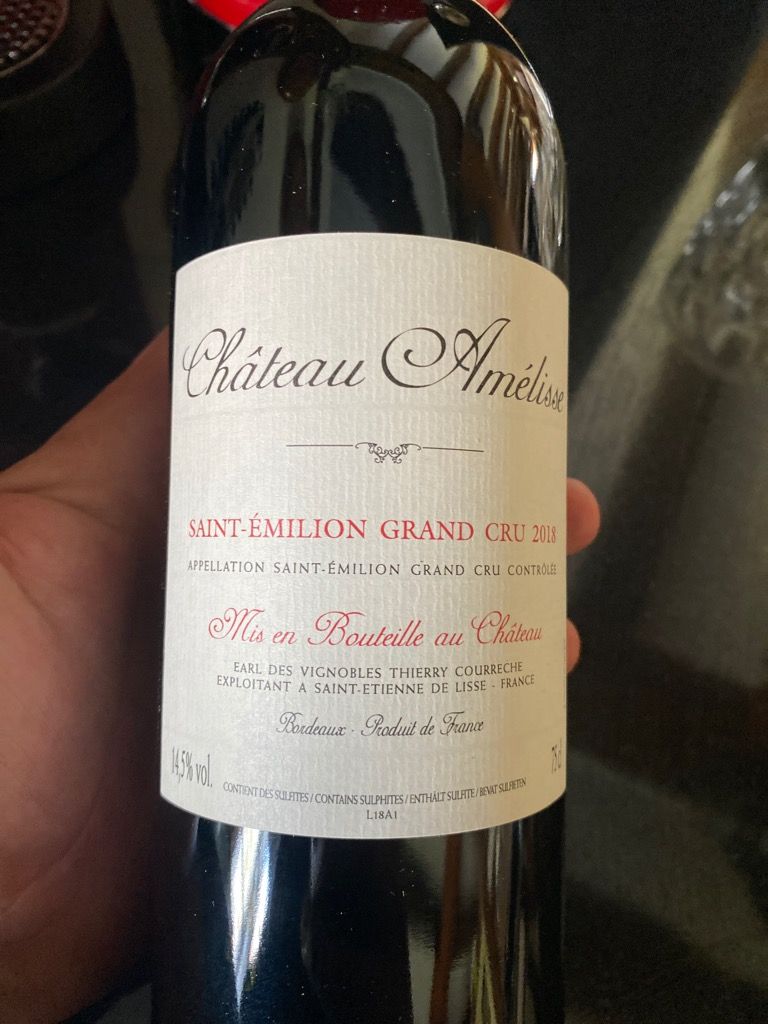 Château Amélisse
SAINT-ÉMILION GRAND CRU 2018
APPELLATION SAINT-ÉMILION GRAND CRU CONTRÔLÉE
Mis en Bouteille au Château
EARL DES VIGNOBLES THIERRY COURRECHE
EXPLOITANT A SAINT-ETIENNE DE LISSE - FRANCE
Bordeaux - Produit de France
14,5% vol.
75 cl
CONTIENT DES SULFITES / CONTAINS SULPHITES / ENTHÄLT SULFITE / BEVAT SULFIETEN
L18A1